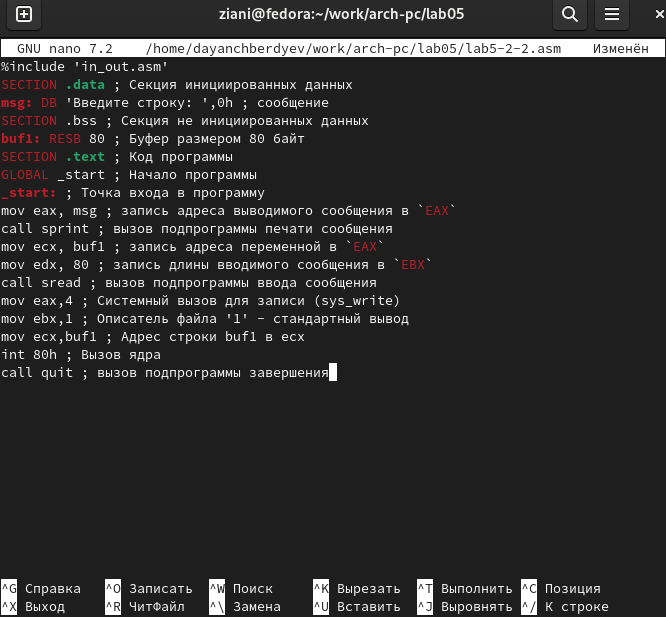 ziani@fedora:~/work/arch-pc/lab05
GNU nano 7.2 /home/dayanchberdyev/work/arch-pc/lab05/lab5-2-2.asm Изменён
%include 'in_out.asm'
SECTION .data ; Секция инициированных данных
msg: DB 'Введите строку: ',0h ; сообщение
SECTION .bss ; Секция не инициированных данных
buf1: RESB 80 ; Буфер размером 80 байт
SECTION .text ; Код программы
GLOBAL _start ; Начало программы
_start: ; Точка входа в программу
mov eax, msg ; запись адреса выводимого сообщения в `EAX`
call sprint ; вызов подпрограммы печати сообщения
mov ecx, buf1 ; запись адреса переменной в `EAX`
mov edx, 80 ; запись длины вводимого сообщения в `EBX`
call sread ; вызов подпрограммы ввода сообщения
mov eax,4 ; Системный вызов для записи (sys_write)
mov ebx,1 ; Описатель файла '1' - стандартный вывод
mov ecx,buf1 ; Адрес строки buf1 в ecx
int 80h ; Вызов ядра
call quit ; вызов подпрограммы завершения
^G Справка ^O Записать ^W Поиск ^K Вырезать ^T Выполнить ^C Позиция
^X Выход ^R ЧитФайл ^\ Замена ^U Вставить ^J Выровнять ^/ К строке